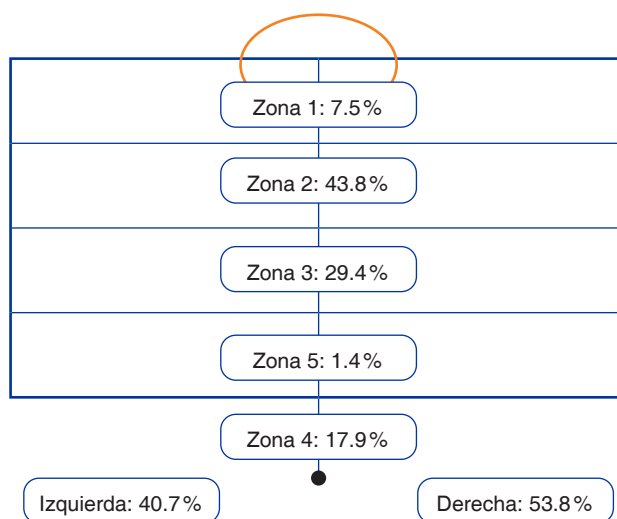 Zona 1: 7.5%
Zona 2: 43.8%
Zona 3: 29.4%
Zona 5: 1.4%
Zona 4: 17.9%
Izquierda: 40.7%
Derecha: 53.8%